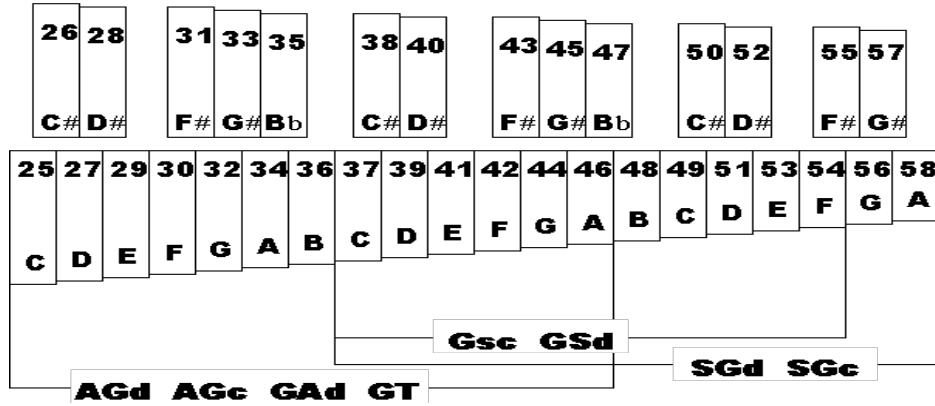 26 28 31 33 35 38 40 43 45 47 50 52 55 57
C# D# F# G# Bb C# D# F# G# Bb C# D# F# G#
25 27 29 30 32 34 36 37 39 41 42 44 46 48 49 51 53 54 56 58
C D E F G A B C D E F G A B C D E F G A
Gsc GSd
SGd SGc
AGd AGc GAd GT